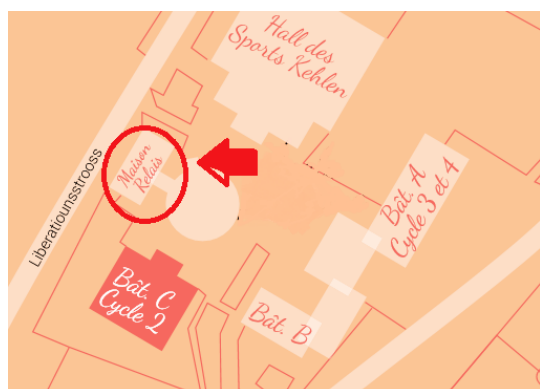 Hall des
Sports Kehlen
Maison
Relais
Liberatiounsstrooss
Bât. A
Cycle 3 et 4
Bât. C
Cycle 2
Bât. B